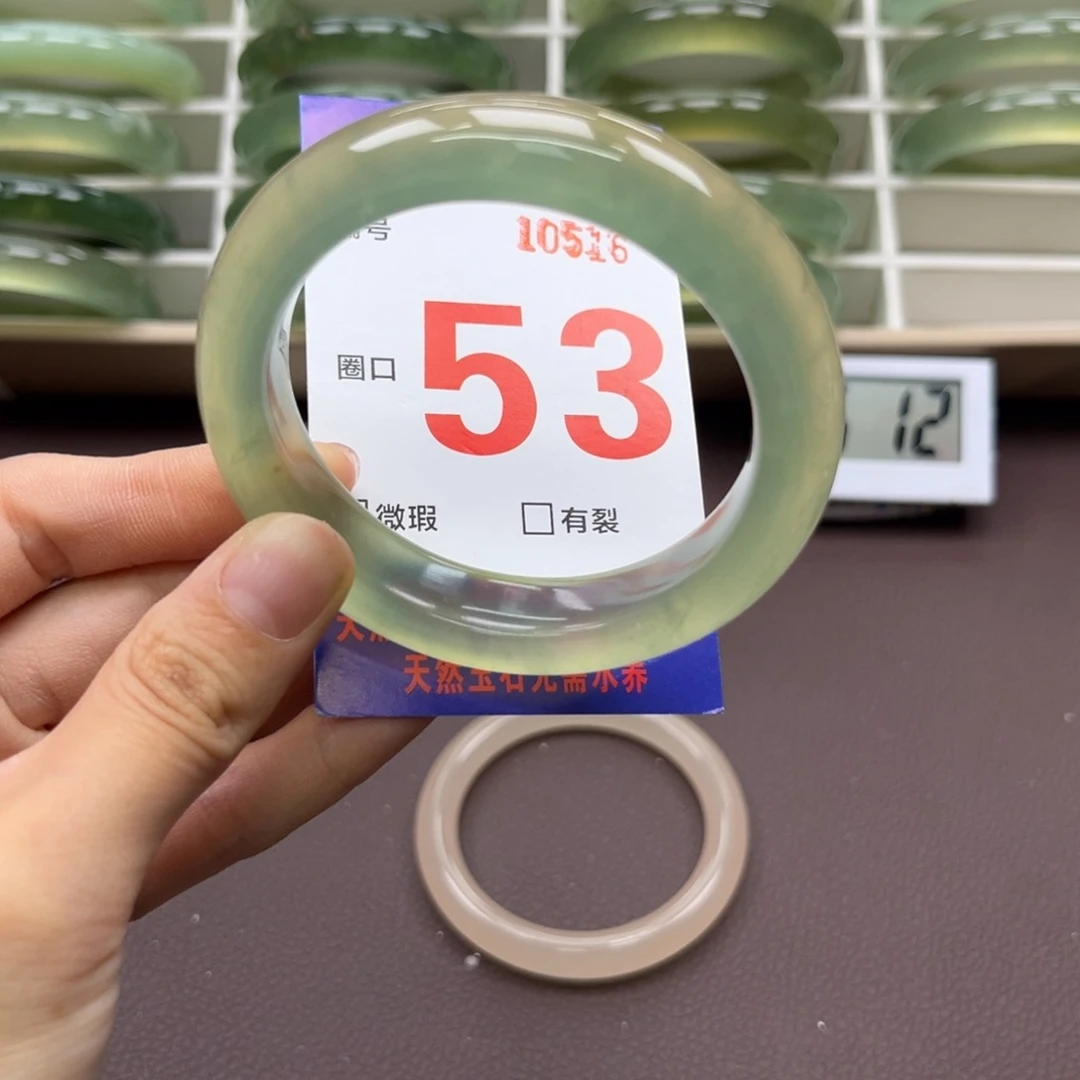 号 10516
圈口 53
微瑕 有裂
天然玉石无需水养
12